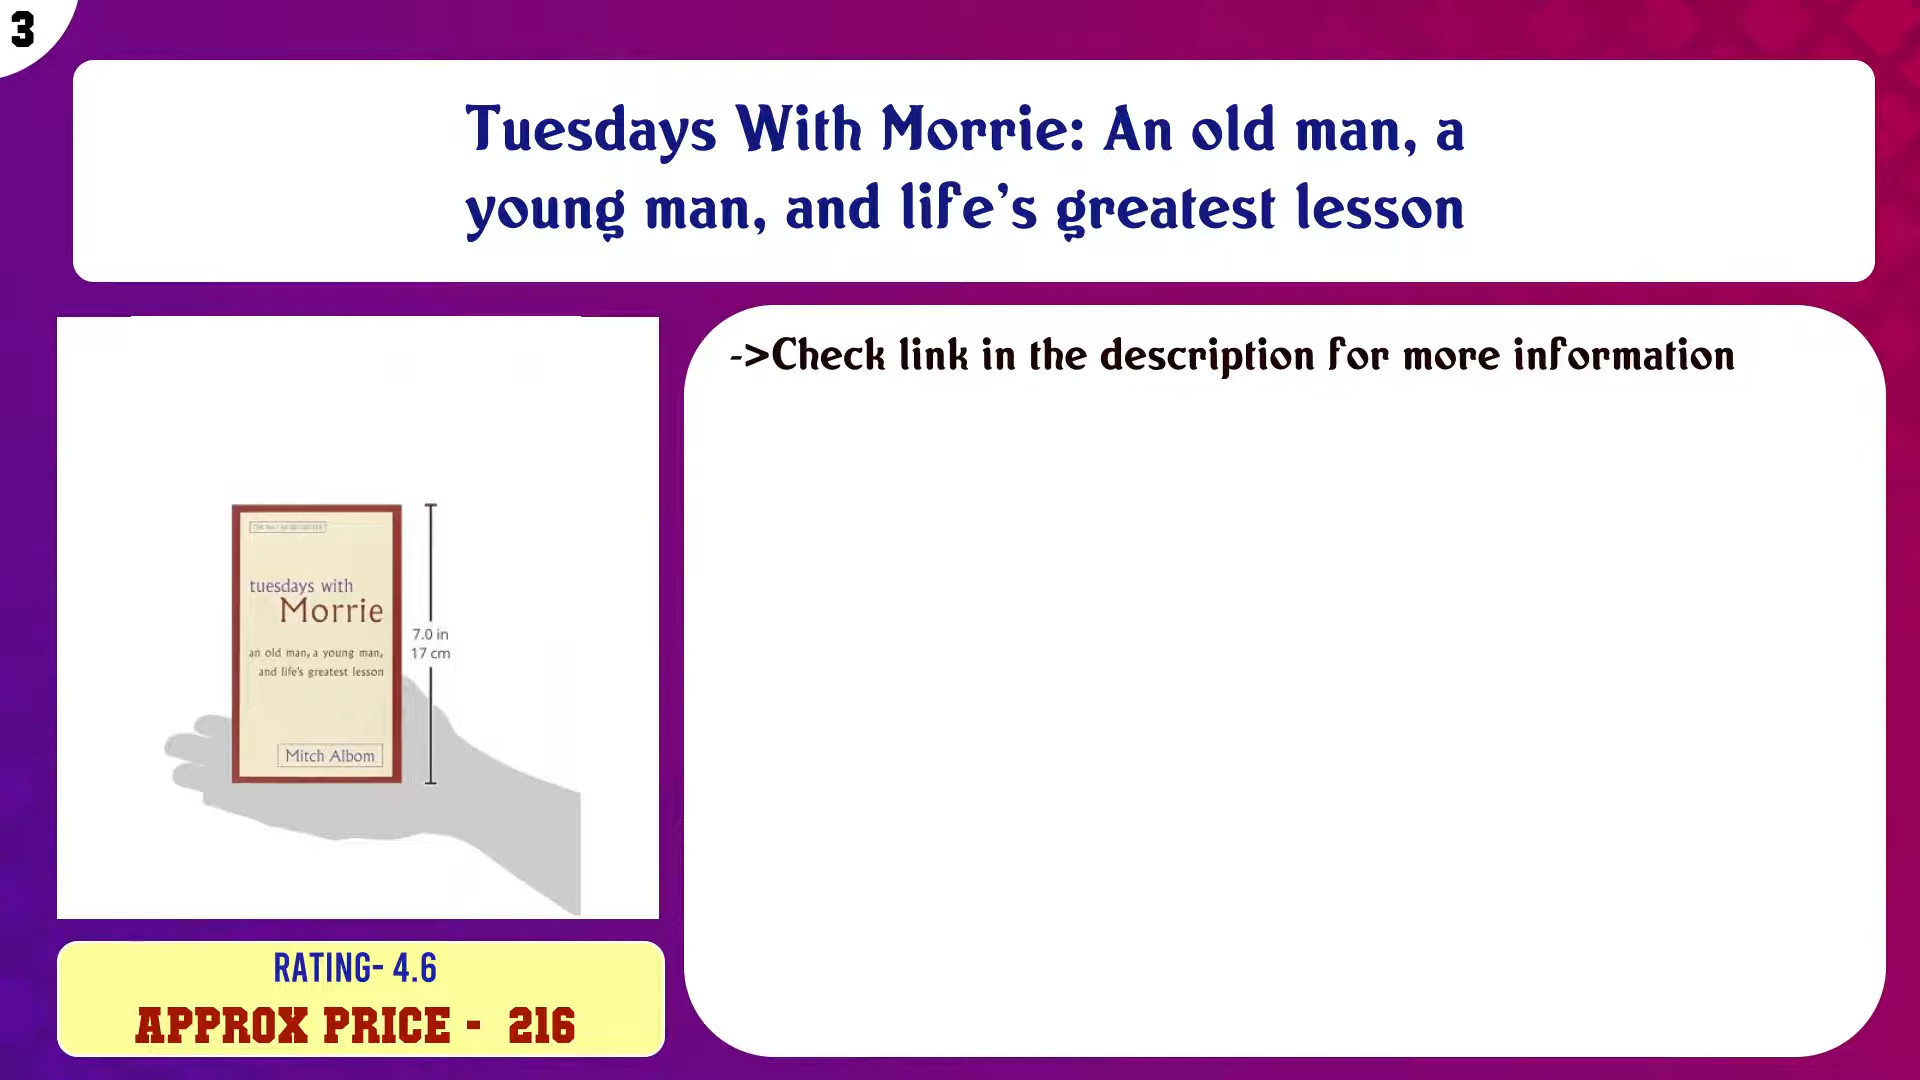 3
Tuesdays With Morrie: An old man, a
young man, and life's greatest lesson
->Check link in the description for more information
tuesdays with
Morrie
an old man, a young man,
and life's greatest lesson
Mitch Albom
7.0 in
17 cm
RATING- 4.6
APPROX PRICE - 216